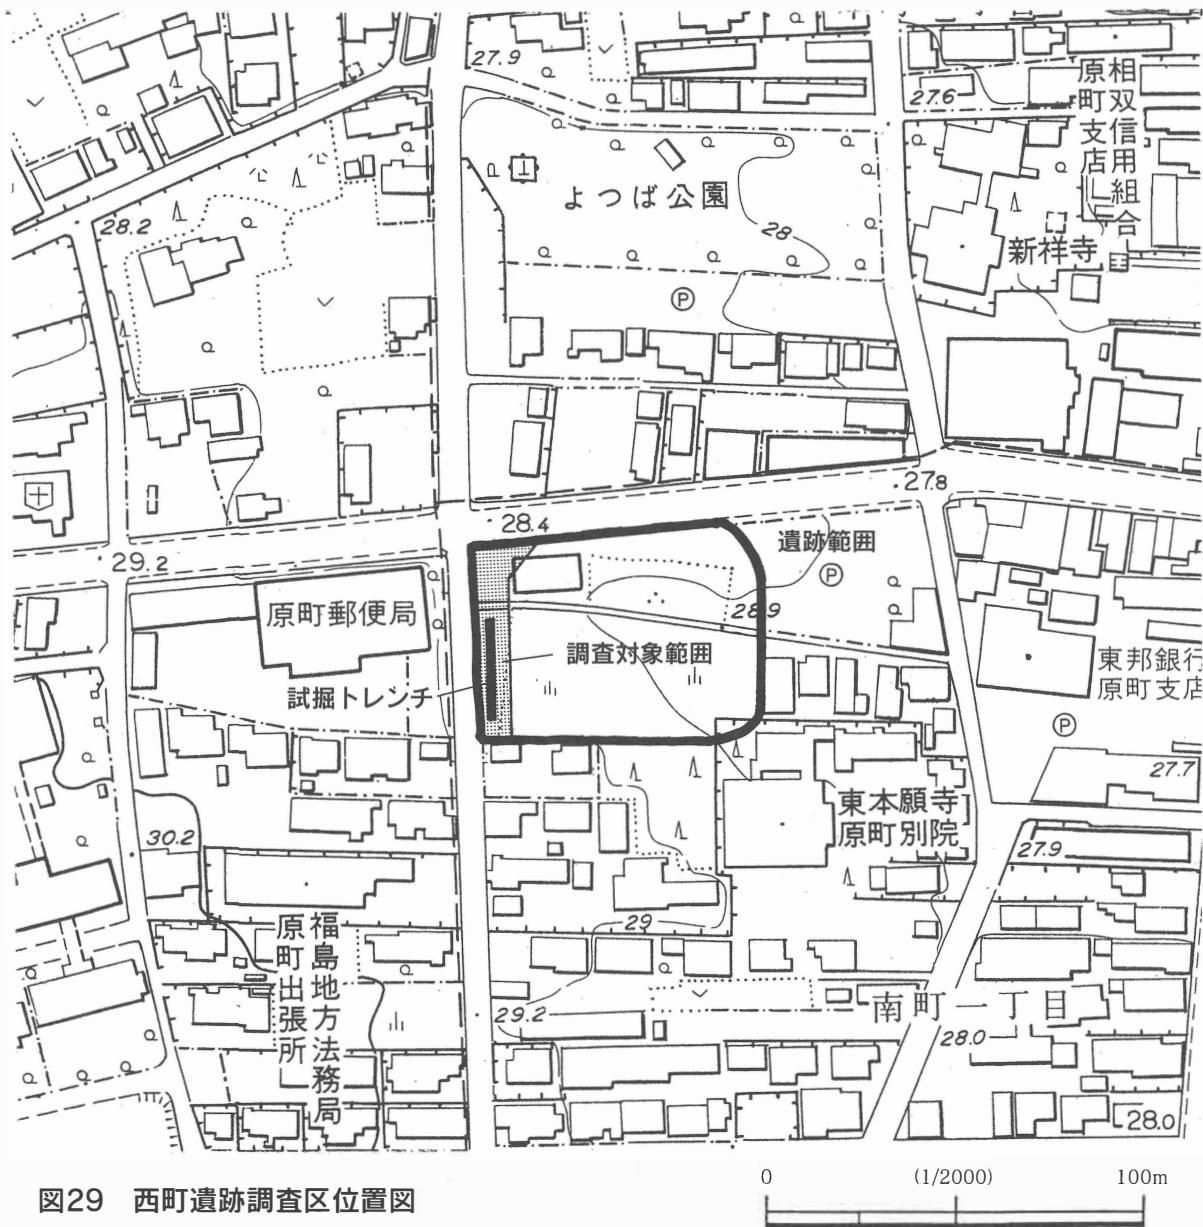 27.9
27.6
相双信用組合
原町支店
よつば公園
28
新祥寺
28.2
P
27.8
28.4
29.2
遺跡範囲
P
原町郵便局
28.9
調査対象範囲
試掘トレンチ
東邦銀行
原町支店
P
27.7
東本願寺
原町別院
30.2
27.9
29
福島地方法務局
原町出張所
29.2
南町一丁目
28.0
28.0
図29 西町遺跡調査区位置図
0 (1/2000) 100m